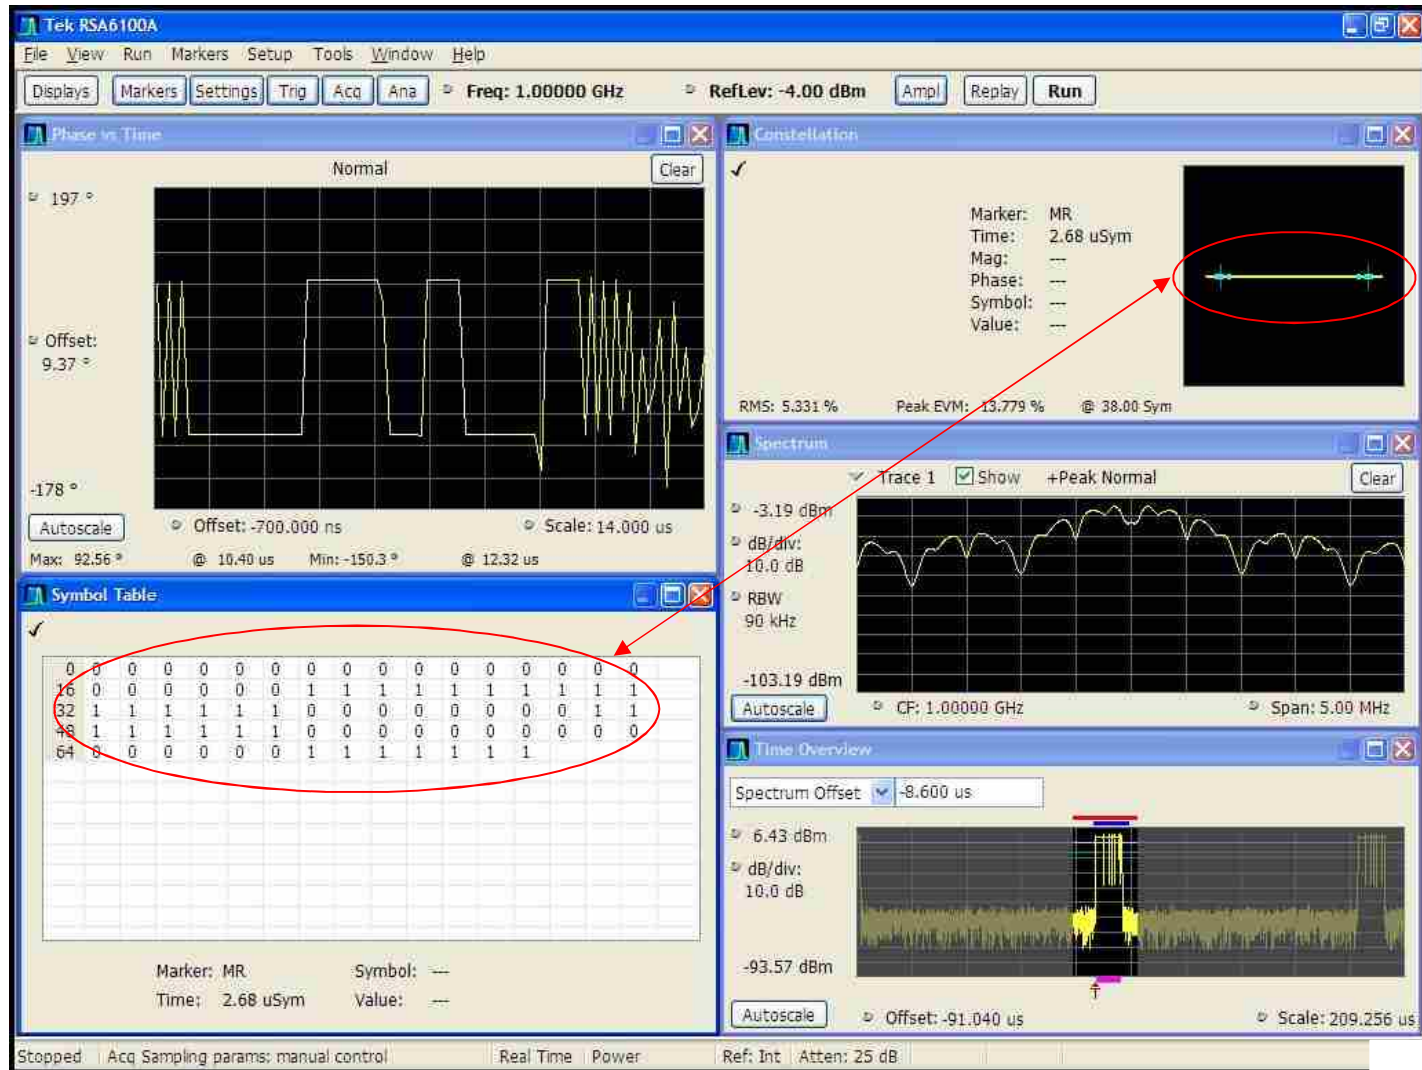 Tek RSA6100A
File View Run Markers Setup Tools Window Help
Displays Markers Settings Trig Acq Ana Freq: 1.00000 GHz RefLev: -4.00 dBm Ampl Replay Run
Phase vs Time
Normal Clear
197 °
Offset:
9.37 °
-178 °
Autoscale Offset: -700.000 ns Scale: 14.000 us
Max: 92.56 ° @ 10.40 us Min: -150.3 ° @ 12.32 us
Constellation
Marker: MR
Time: 2.68 uSym
Mag: ---
Phase: ---
Symbol: ---
Value: ---
RMS: 5.331 % Peak EVM: 13.779 % @ 38.00 Sym
Spectrum
Trace 1 Show +Peak Normal Clear
-3.19 dBm
dB/div:
10.0 dB
RBW
90 kHz
-103.19 dBm
Autoscale CF: 1.00000 GHz Span: 5.00 MHz
Symbol Table
0 0 0 0 0 0 0 0 0 0 0 0 0 0 0 0 0
16 0 0 0 0 0 0 1 1 1 1 1 1 1 1 1 1
32 1 1 1 1 1 1 0 0 0 0 0 0 0 0 1 1
48 1 1 1 1 1 1 0 0 0 0 0 0 0 0 0 0
64 0 0 0 0 0 0 1 1 1 1 1 1 1
Marker: MR Symbol: ---
Time: 2.68 uSym Value: ---
Time Overview
Spectrum Offset -8.600 us
6.43 dBm
dB/div:
10.0 dB
-93.57 dBm
Autoscale Offset: -91.040 us Scale: 209.256 us
Stopped Acq Sampling params: manual control Real Time Power Ref: Int Atten: 25 dB